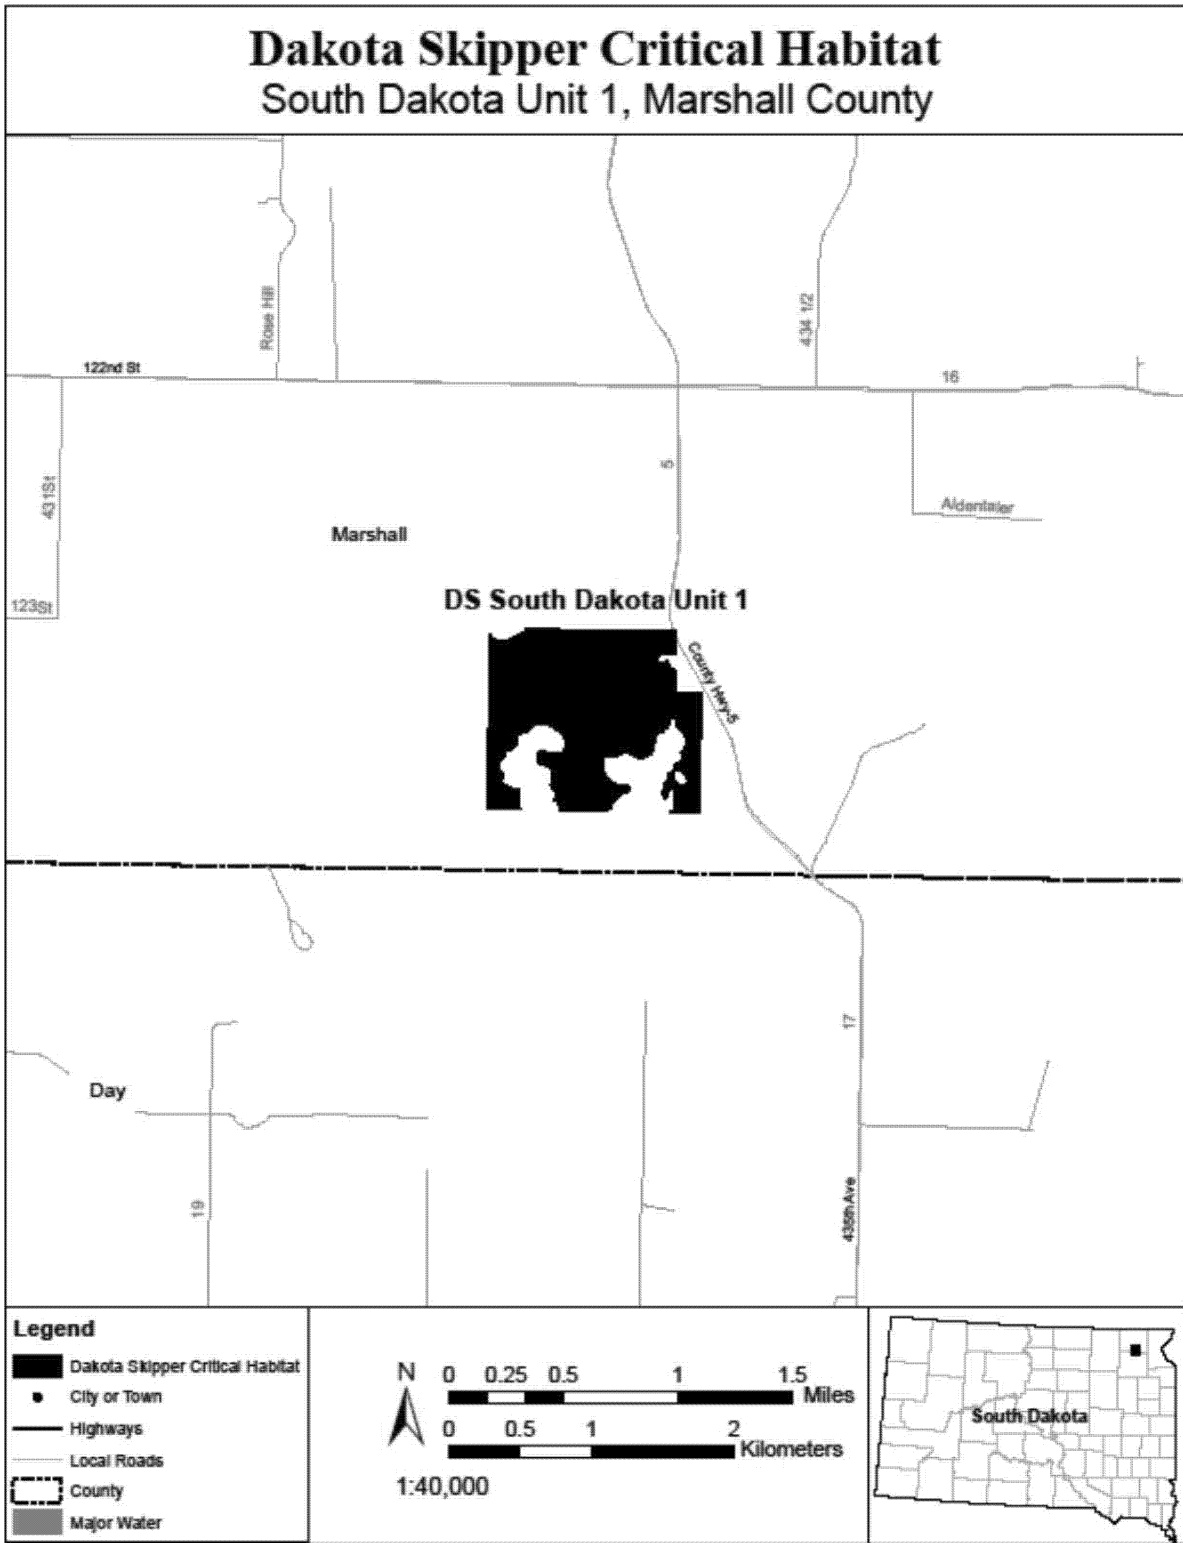 Dakota Skipper Critical Habitat
South Dakota Unit 1, Marshall County
Rose Hill
434 1/2
122nd St
16
431St
5
Aldentaler
Marshall
123St
DS South Dakota Unit 1
County Hwy-5
17
Day
19
435th Ave
Legend
Dakota Skipper Critical Habitat
City or Town
Highways
Local Roads
County
Major Water
N
0 0.25 0.5 1 1.5
Miles
0 0.5 1 2
Kilometers
1:40,000
South Dakota